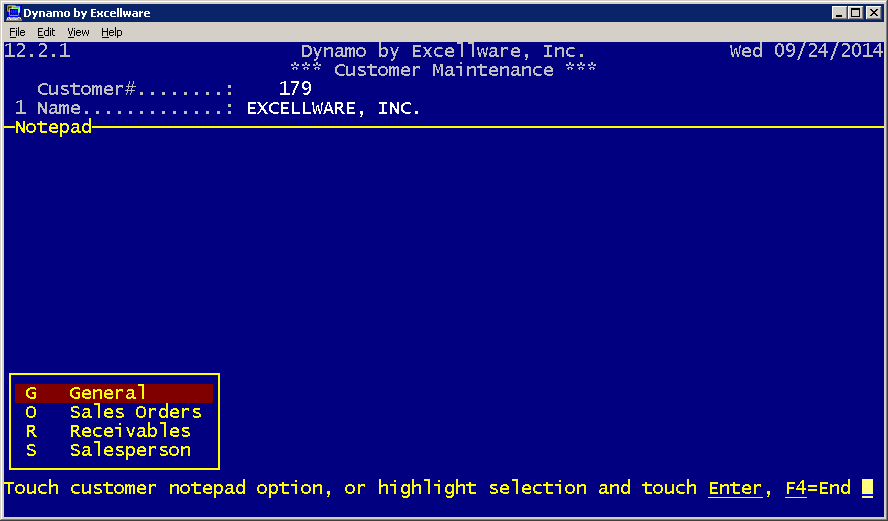 Dynamo by Excellware
File Edit View Help
12.2.1 Dynamo by Excellware, Inc. Wed 09/24/2014
*** Customer Maintenance ***
Customer#........: 179
1 Name.............: EXCELLWARE, INC.
Notepad
G General
O Sales Orders
R Receivables
S Salesperson
Touch customer notepad option, or highlight selection and touch Enter, F4=End